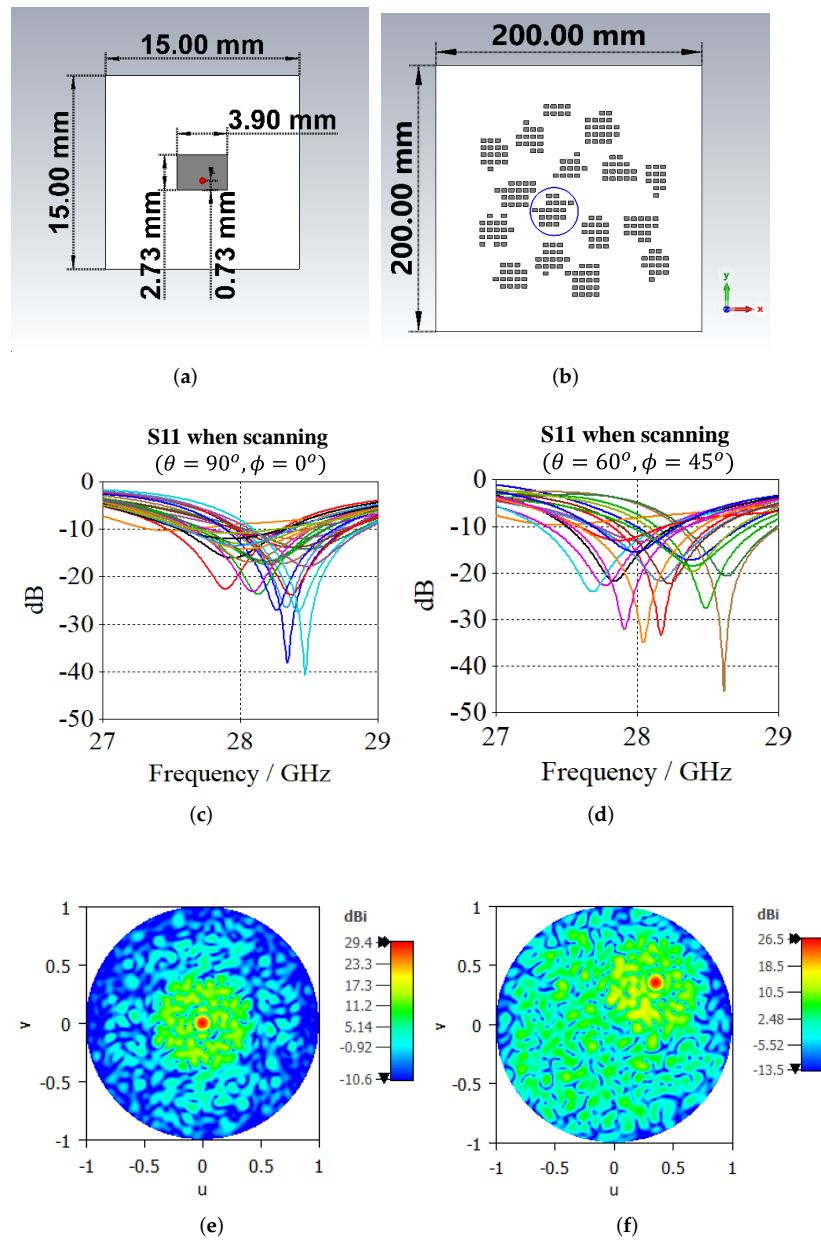 15.00 mm
15.00 mm
3.90 mm
2.73 mm
0.73 mm
(a)
200.00 mm
200.00 mm
y
z
x
(b)
S11 when scanning
(θ = 90°, ϕ = 0°)
0
-10
-20
-30
-40
-50
dB
27
28
29
Frequency / GHz
(c)
S11 when scanning
(θ = 60°, ϕ = 45°)
0
-10
-20
-30
-40
-50
dB
27
28
29
Frequency / GHz
(d)
1
0.5
0
-0.5
-1
v
-1
-0.5
0
0.5
1
u
dBi
29.4
23.3
17.3
11.2
5.14
-0.92
-10.6
(e)
1
0.5
0
-0.5
-1
v
-1
-0.5
0
0.5
1
u
dBi
26.5
18.5
10.5
2.48
-5.52
-13.5
(f)